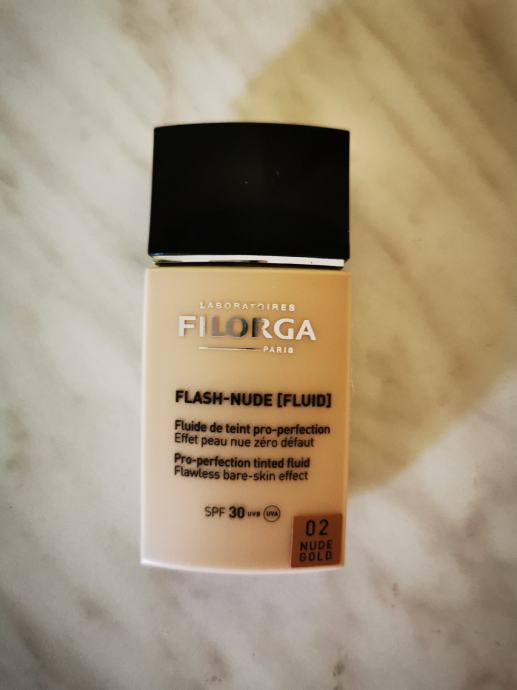 LABORATOIRES
FILORGA
PARIS
FLASH-NUDE [FLUID]
Fluide de teint pro-perfection
Effet peau nue zéro défaut
Pro-perfection tinted fluid
Flawless bare-skin effect
SPF 30 UVB UVA
02
NUDE
GOLD